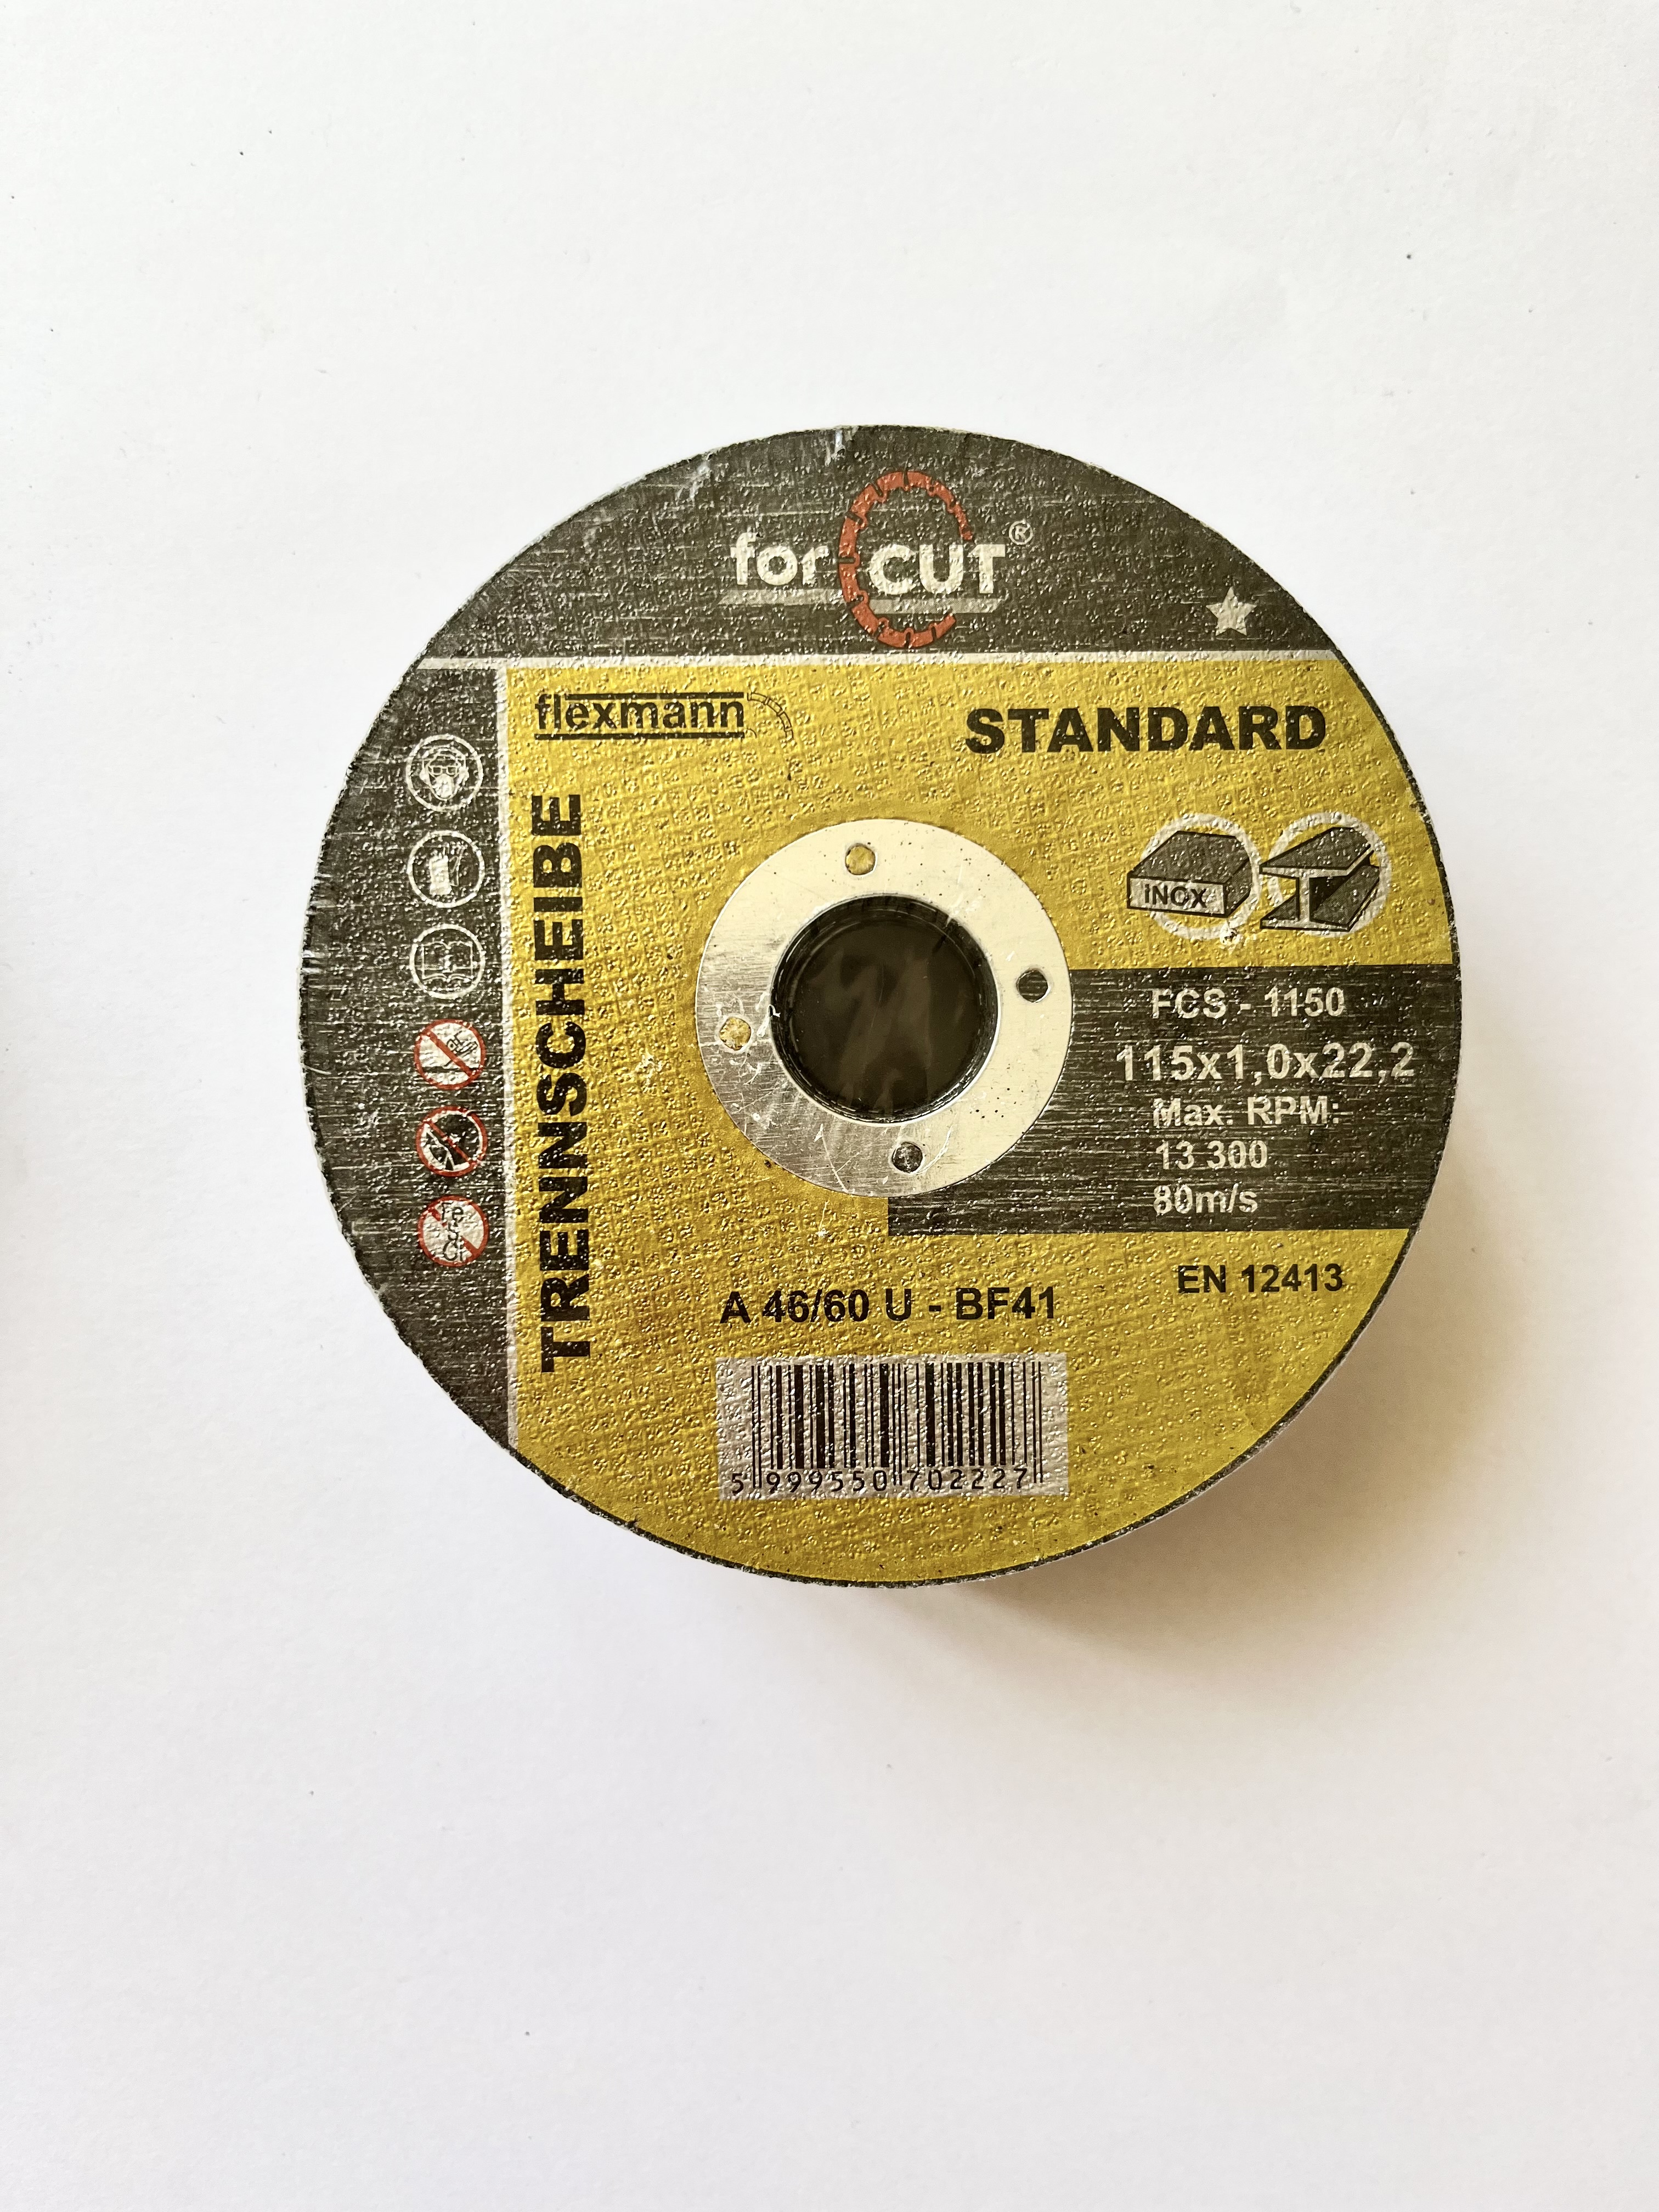 for CUT®
flexmann
STANDARD
TRENNSCHEIBE
INOX
FCS - 1150
115x1,0x22,2
Max. RPM:
13 300
80m/s
EN 12413
A 46/60 U - BF41
5 999550 702227